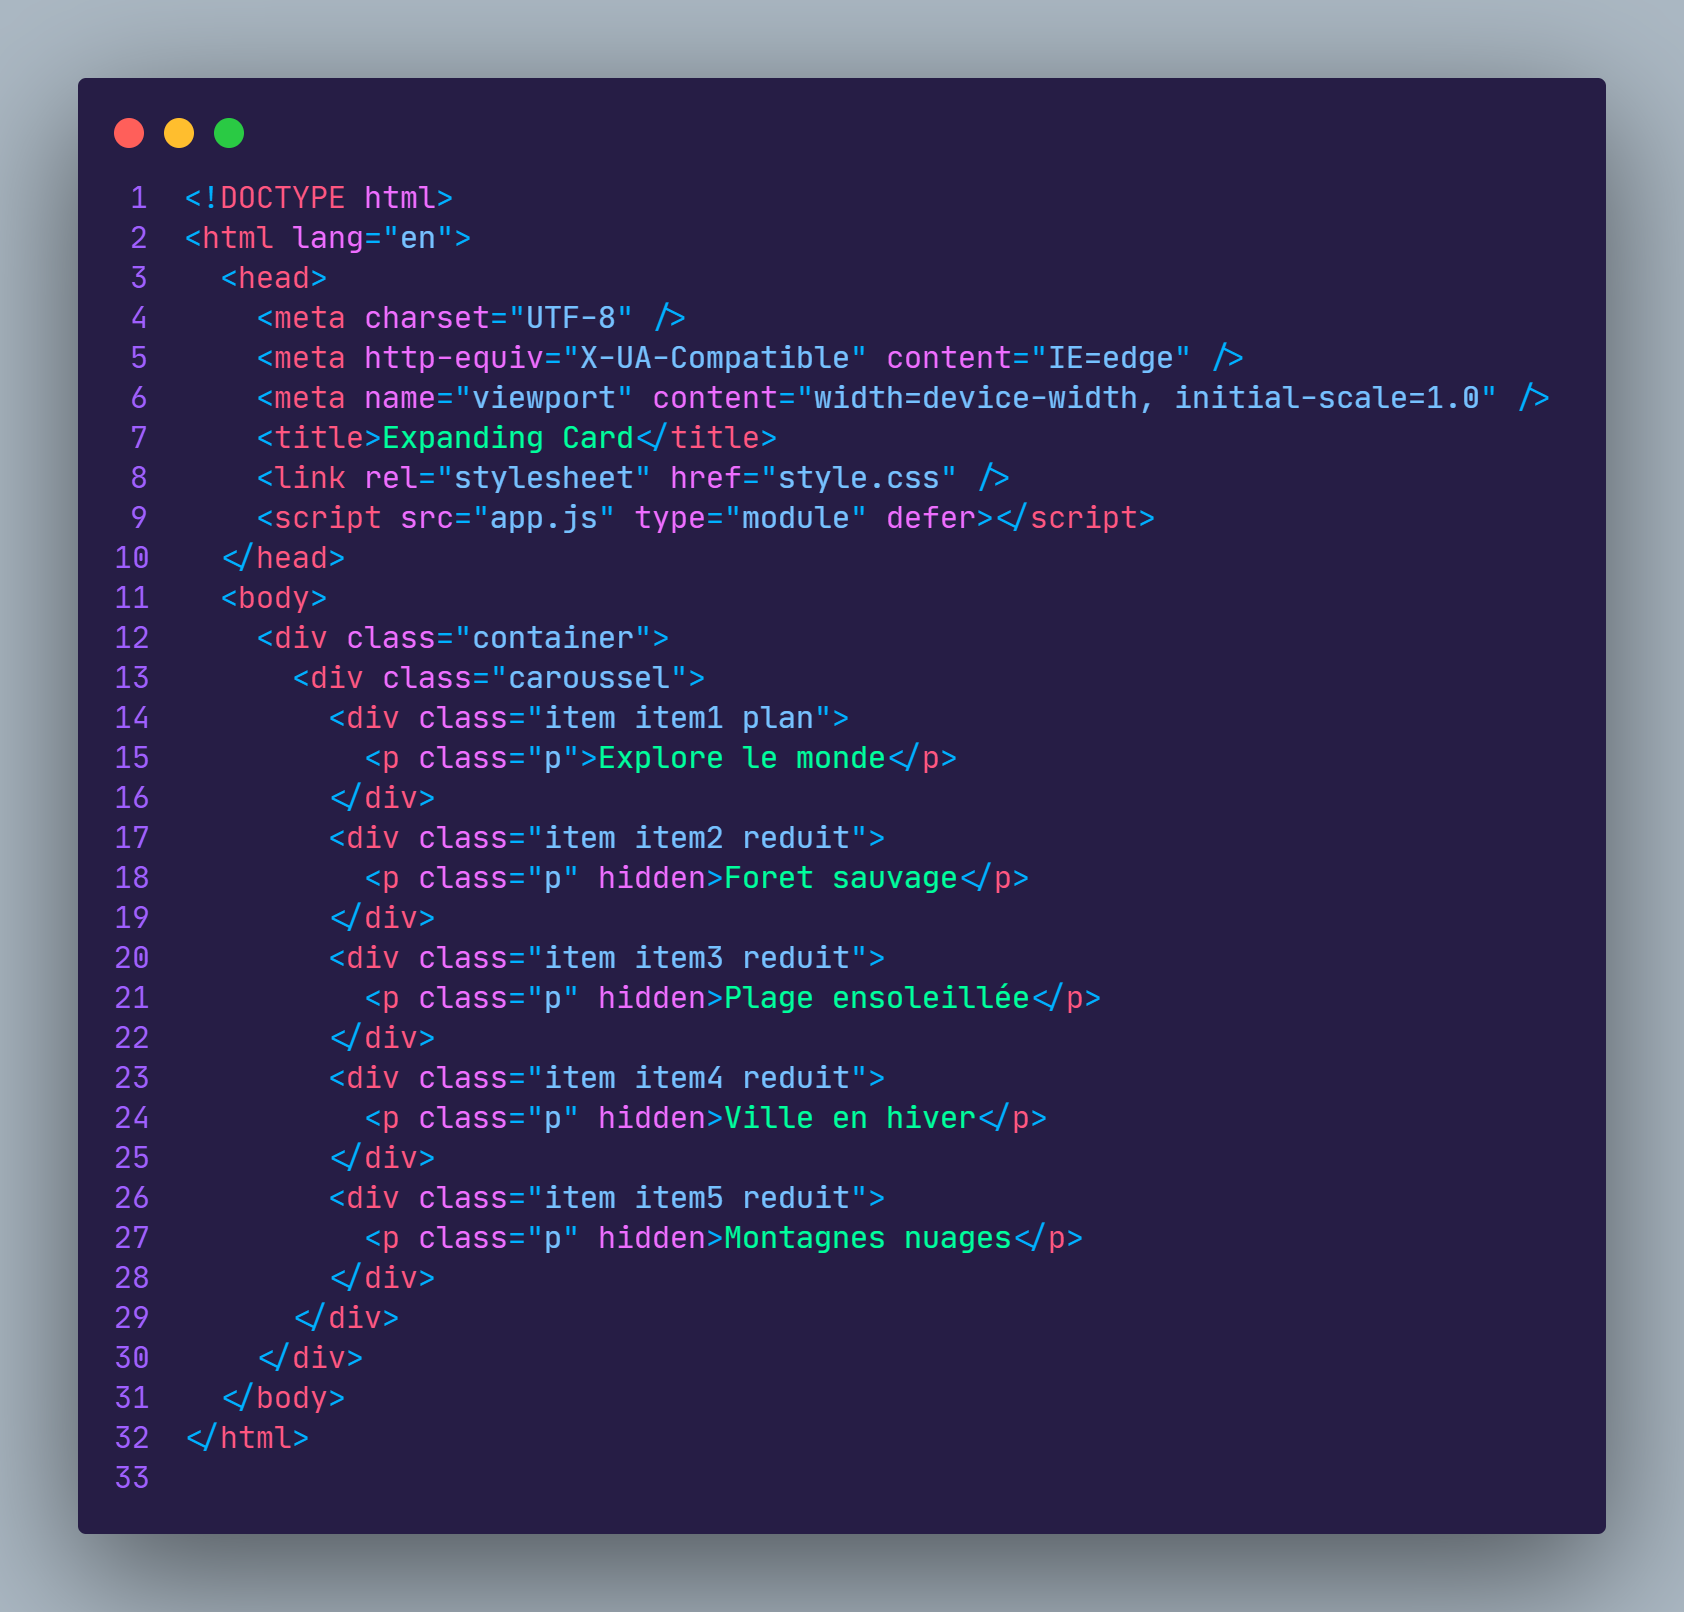 1 <!DOCTYPE html>
2 <html lang="en">
3   <head>
4     <meta charset="UTF-8" />
5     <meta http-equiv="X-UA-Compatible" content="IE=edge" />
6     <meta name="viewport" content="width=device-width, initial-scale=1.0" />
7     <title>Expanding Card</title>
8     <link rel="stylesheet" href="style.css" />
9     <script src="app.js" type="module" defer></script>
10   </head>
11   <body>
12     <div class="container">
13       <div class="caroussel">
14         <div class="item item1 plan">
15           <p class="p">Explore le monde</p>
16         </div>
17         <div class="item item2 reduit">
18           <p class="p" hidden>Foret sauvage</p>
19         </div>
20         <div class="item item3 reduit">
21           <p class="p" hidden>Plage ensoleillée</p>
22         </div>
23         <div class="item item4 reduit">
24           <p class="p" hidden>Ville en hiver</p>
25         </div>
26         <div class="item item5 reduit">
27           <p class="p" hidden>Montagnes nuages</p>
28         </div>
29       </div>
30     </div>
31   </body>
32 </html>
33